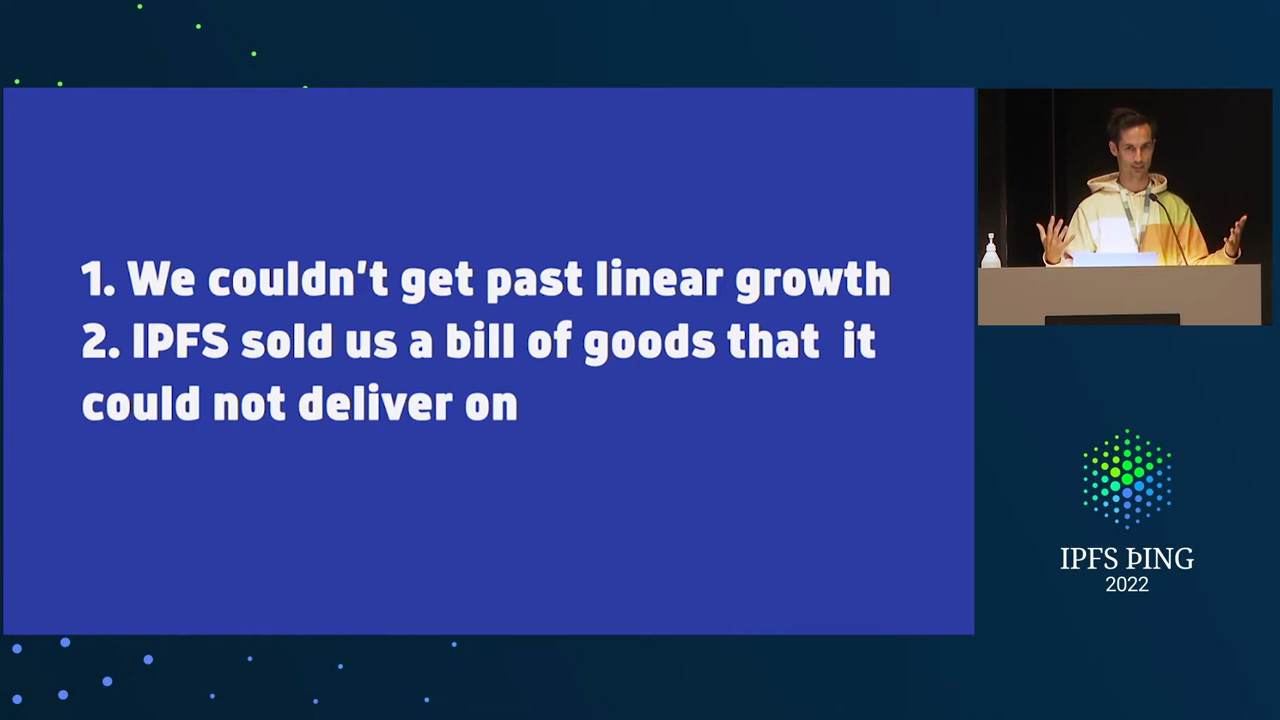 1. We couldn't get past linear growth
2. IPFS sold us a bill of goods that  it
could not deliver on
IPFS ÞING
2022